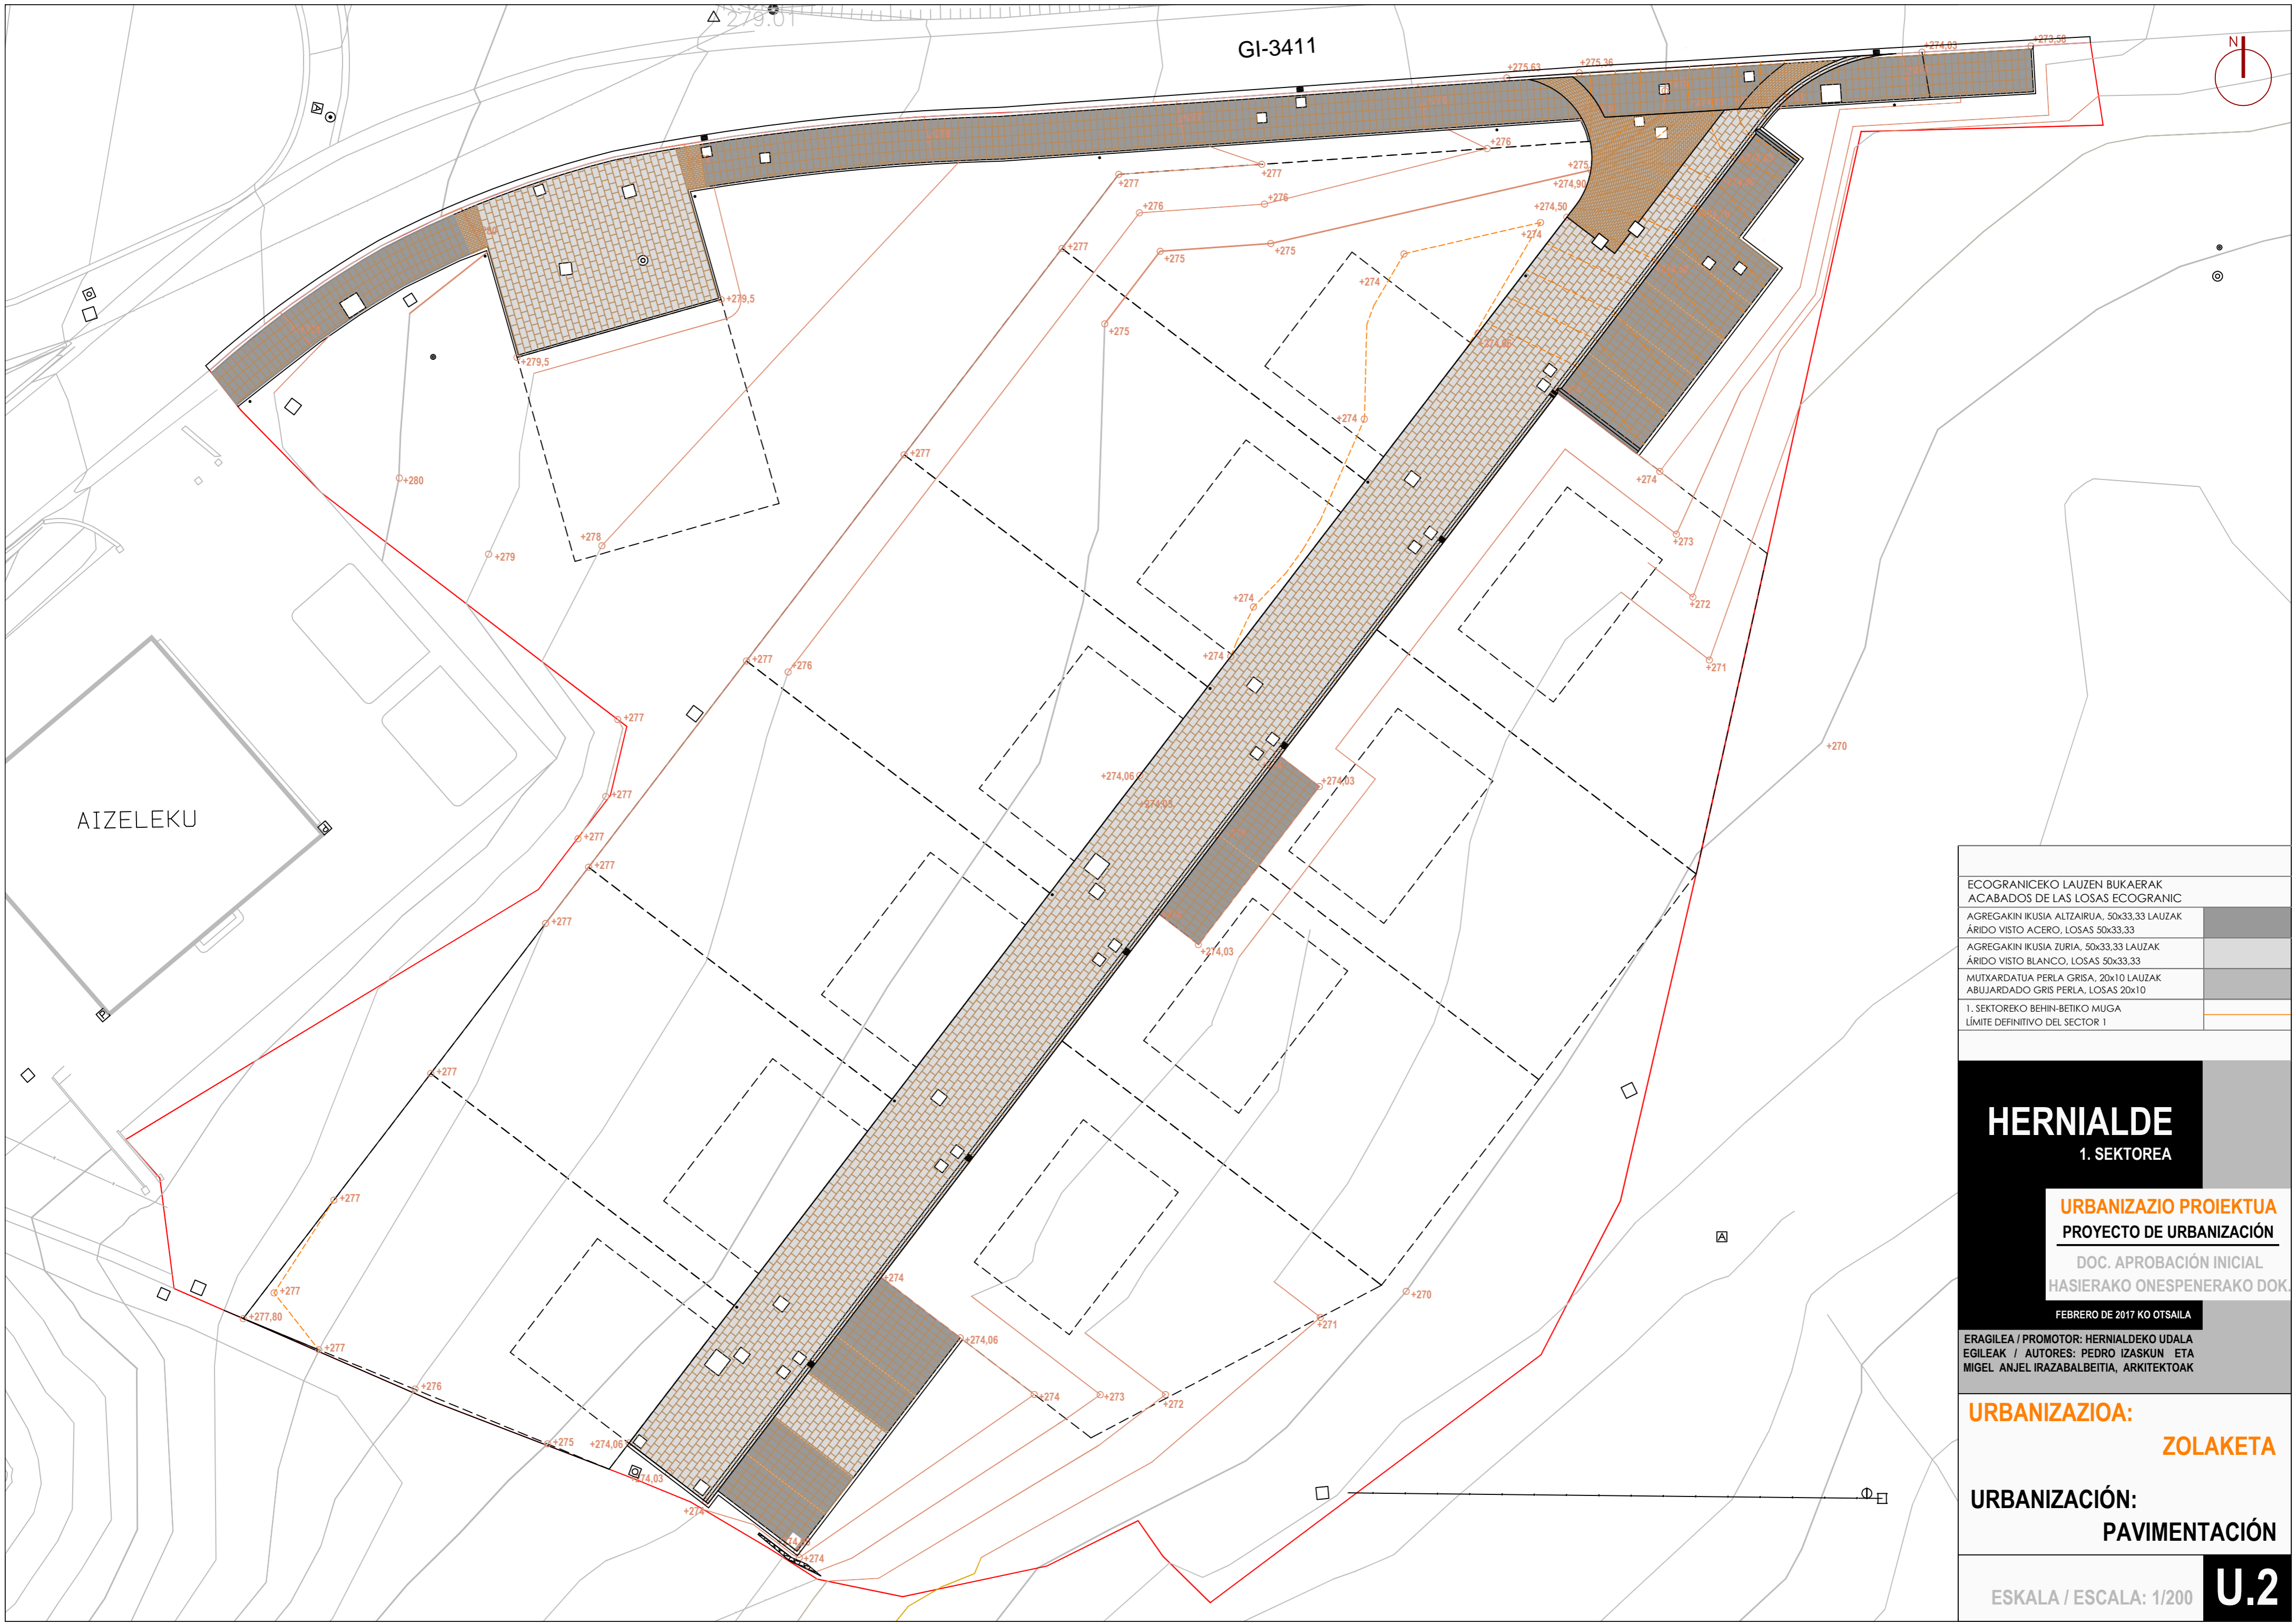 279.01
GI-3411
N
+275,63
+275,36
+274,03
+273,58
+276
+277
+277
+275
+274,90
+276
+276
+274,50
+274
+277
+275
+275
+274
+279,5
+275
+279,5
+274,06
+274
+277
+280
+274
+278
+273
+279
+274
+272
+274
+277
+276
+271
+277
+270
+274,06
+274,03
+274,03
+277
AIZELEKU
P
+277
+277
+277
+274,03
P
+277
+277
A
+274
+277
+270
+277,80
+271
+277
+274,06
+276
+274
+273
+272
+275
+274,06
+274,03
+274
+274
A
ECOGRANICEKO LAUZEN BUKAERAK
ACABADOS DE LAS LOSAS ECOGRANIC
AGREGAKIN IKUSIA ALTZAIRUA, 50x33,33 LAUZAK
ÁRIDO VISTO ACERO, LOSAS 50x33,33
AGREGAKIN IKUSIA ZURIA, 50x33,33 LAUZAK
ÁRIDO VISTO BLANCO, LOSAS 50x33,33
MUTXARDATUA PERLA GRISA, 20x10 LAUZAK
ABUJARDADO GRIS PERLA, LOSAS 20x10
1. SEKTOREKO BEHIN-BETIKO MUGA
LÍMITE DEFINITIVO DEL SECTOR 1
HERNIALDE
1. SEKTOREA
URBANIZAZIO PROIEKTUA
PROYECTO DE URBANIZACIÓN
DOC. APROBACIÓN INICIAL
HASIERAKO ONESPENERAKO DOK.
FEBRERO DE 2017 KO OTSAILA
ERAGILEA / PROMOTOR: HERNIALDEKO UDALA
EGILEAK / AUTORES: PEDRO IZASKUN ETA
MIGEL ANJEL IRAZABALBEITIA, ARKITEKTOAK
URBANIZAZIOA:
ZOLAKETA
URBANIZACIÓN:
PAVIMENTACIÓN
ESKALA / ESCALA: 1/200
U.2